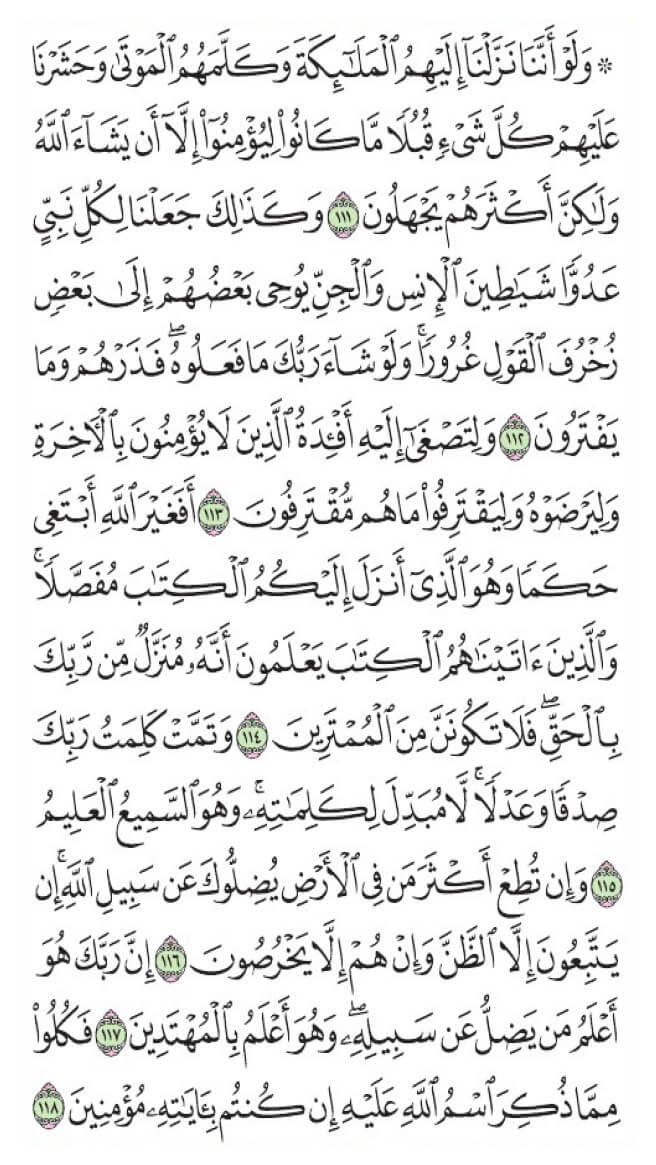 ۞ وَلَوْ أَنَّنَا نَزَّلْنَآ إِلَيْهِمُ ٱلْمَلَٰٓئِكَةَ وَكَلَّمَهُمُ ٱلْمَوْتَىٰ وَحَشَرْنَا
عَلَيْهِمْ كُلَّ شَىْءٍ قُبُلًا مَّا كَانُوا۟ لِيُؤْمِنُوٓا۟ إِلَّآ أَن يَشَآءَ ٱللَّهُ
وَلَٰكِنَّ أَكْثَرَهُمْ يَجْهَلُونَ ١١١ وَكَذَٰلِكَ جَعَلْنَا لِكُلِّ نَبِىٍّ
عَدُوًّا شَيَٰطِينَ ٱلْإِنسِ وَٱلْجِنِّ يُوحِى بَعْضُهُمْ إِلَىٰ بَعْضٍ
زُخْرُفَ ٱلْقَوْلِ غُرُورًا ۚ وَلَوْ شَآءَ رَبُّكَ مَا فَعَلُوهُ ۖ فَذَرْهُمْ وَمَا
يَفْتَرُونَ ١١٢ وَلِتَصْغَىٰٓ إِلَيْهِ أَفْـِٔدَةُ ٱلَّذِينَ لَا يُؤْمِنُونَ بِٱلْـَٔاخِرَةِ
وَلِيَرْضَوْهُ وَلِيَقْتَرِفُوا۟ مَا هُم مُّقْتَرِفُونَ ١١٣ أَفَغَيْرَ ٱللَّهِ أَبْتَغِى
حَكَمًا وَهُوَ ٱلَّذِىٓ أَنزَلَ إِلَيْكُمُ ٱلْكِتَٰبَ مُفَصَّلًا ۚ
وَٱلَّذِينَ ءَاتَيْنَٰهُمُ ٱلْكِتَٰبَ يَعْلَمُونَ أَنَّهُۥ مُنَزَّلٌ مِّن رَّبِّكَ
بِٱلْحَقِّ ۖ فَلَا تَكُونَنَّ مِنَ ٱلْمُمْتَرِينَ ١١٤ وَتَمَّتْ كَلِمَتُ رَبِّكَ
صِدْقًا وَعَدْلًا ۚ لَّا مُبَدِّلَ لِكَلِمَٰتِهِۦ ۚ وَهُوَ ٱلسَّمِيعُ ٱلْعَلِيمُ
١١٥ وَإِن تُطِعْ أَكْثَرَ مَن فِى ٱلْأَرْضِ يُضِلُّوكَ عَن سَبِيلِ ٱللَّهِ ۚ إِن
يَتَّبِعُونَ إِلَّا ٱلظَّنَّ وَإِنْ هُمْ إِلَّا يَخْرُصُونَ ١١٦ إِنَّ رَبَّكَ هُوَ
أَعْلَمُ مَن يَضِلُّ عَن سَبِيلِهِۦ ۖ وَهُوَ أَعْلَمُ بِٱلْمُهْتَدِينَ ١١٧ فَكُلُوا۟
مِمَّا ذُكِرَ ٱسْمُ ٱللَّهِ عَلَيْهِ إِن كُنتُم بِـَٔايَٰتِهِۦ مُؤْمِنِينَ ١١٨